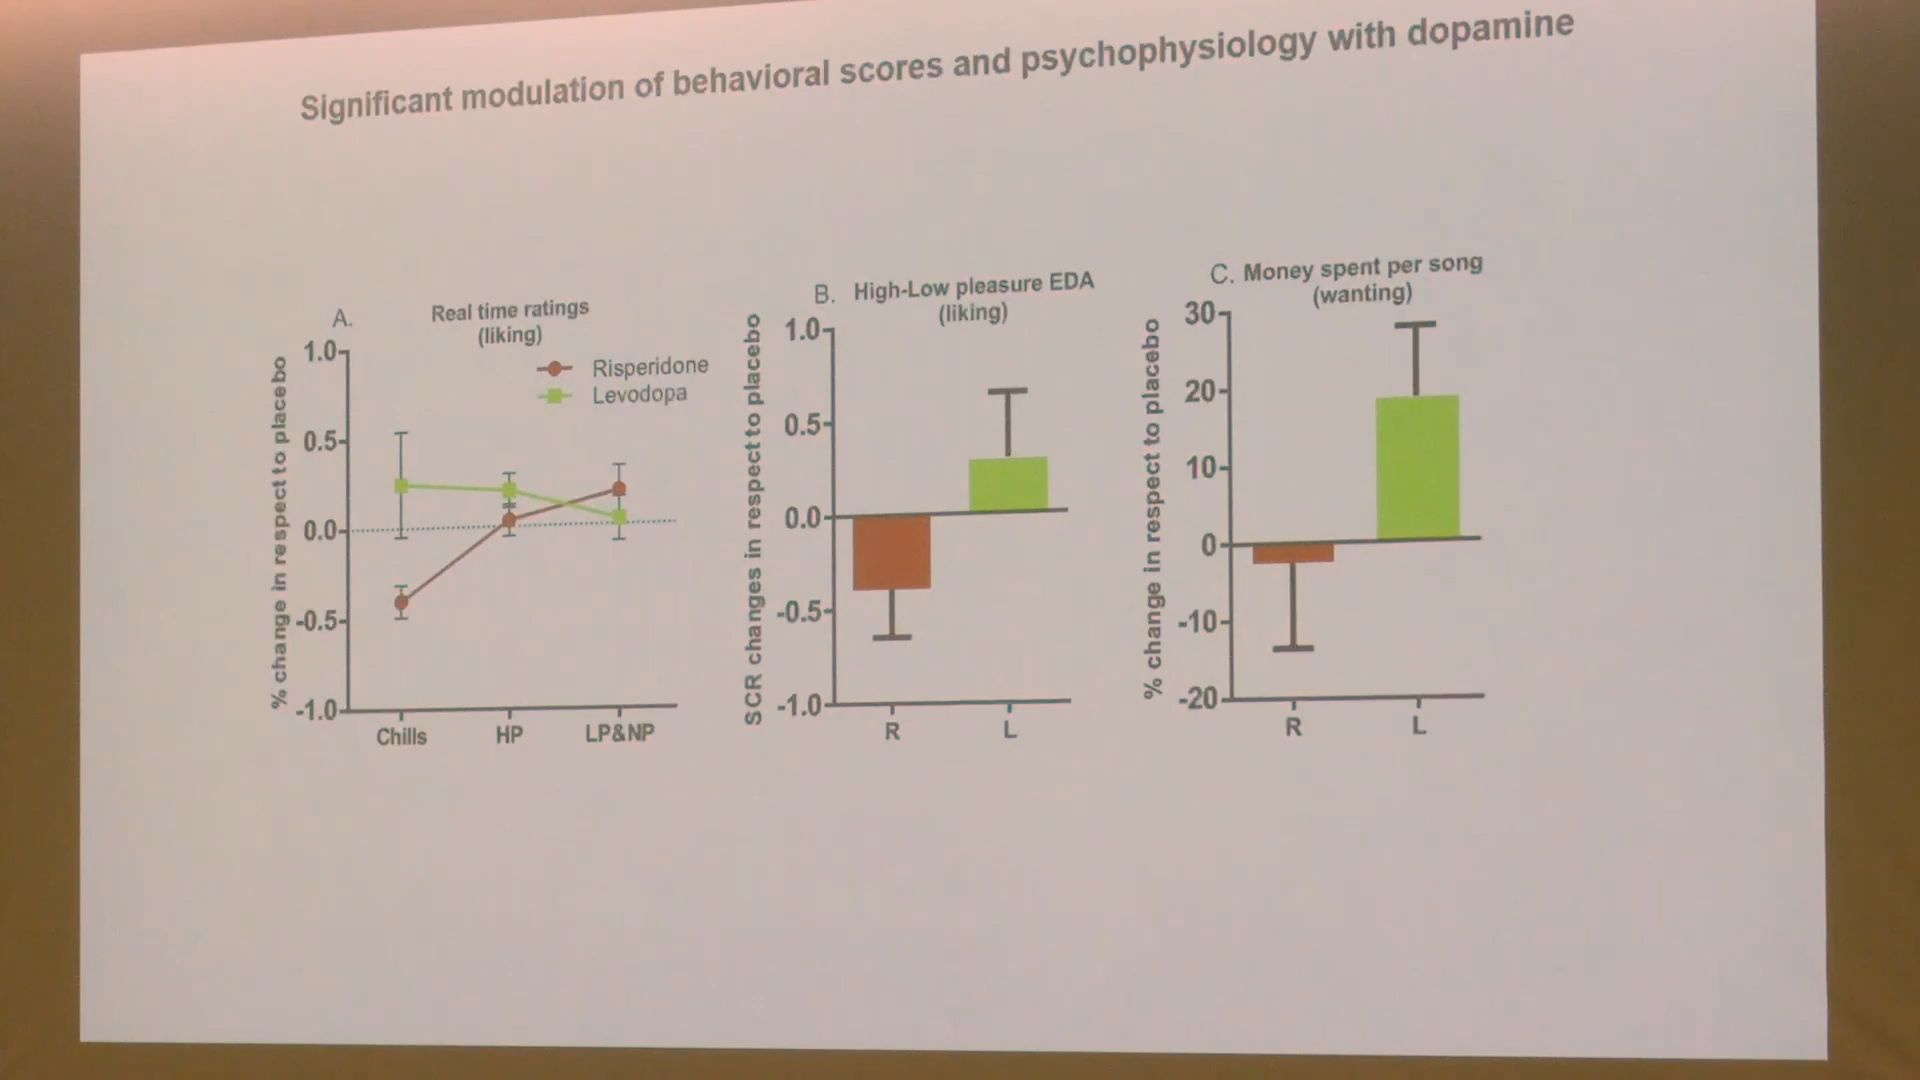 Significant modulation of behavioral scores and psychophysiology with dopamine
A.
Real time ratings
(liking)
Risperidone
Levodopa
% change in respect to placebo
1.0
0.5
0.0
-0.5
-1.0
Chills HP LP&NP
B. High-Low pleasure EDA
(liking)
SCR changes in respect to placebo
1.0
0.5
0.0
-0.5
-1.0
R L
C. Money spent per song
(wanting)
% change in respect to placebo
30
20
10
0
-10
-20
R L